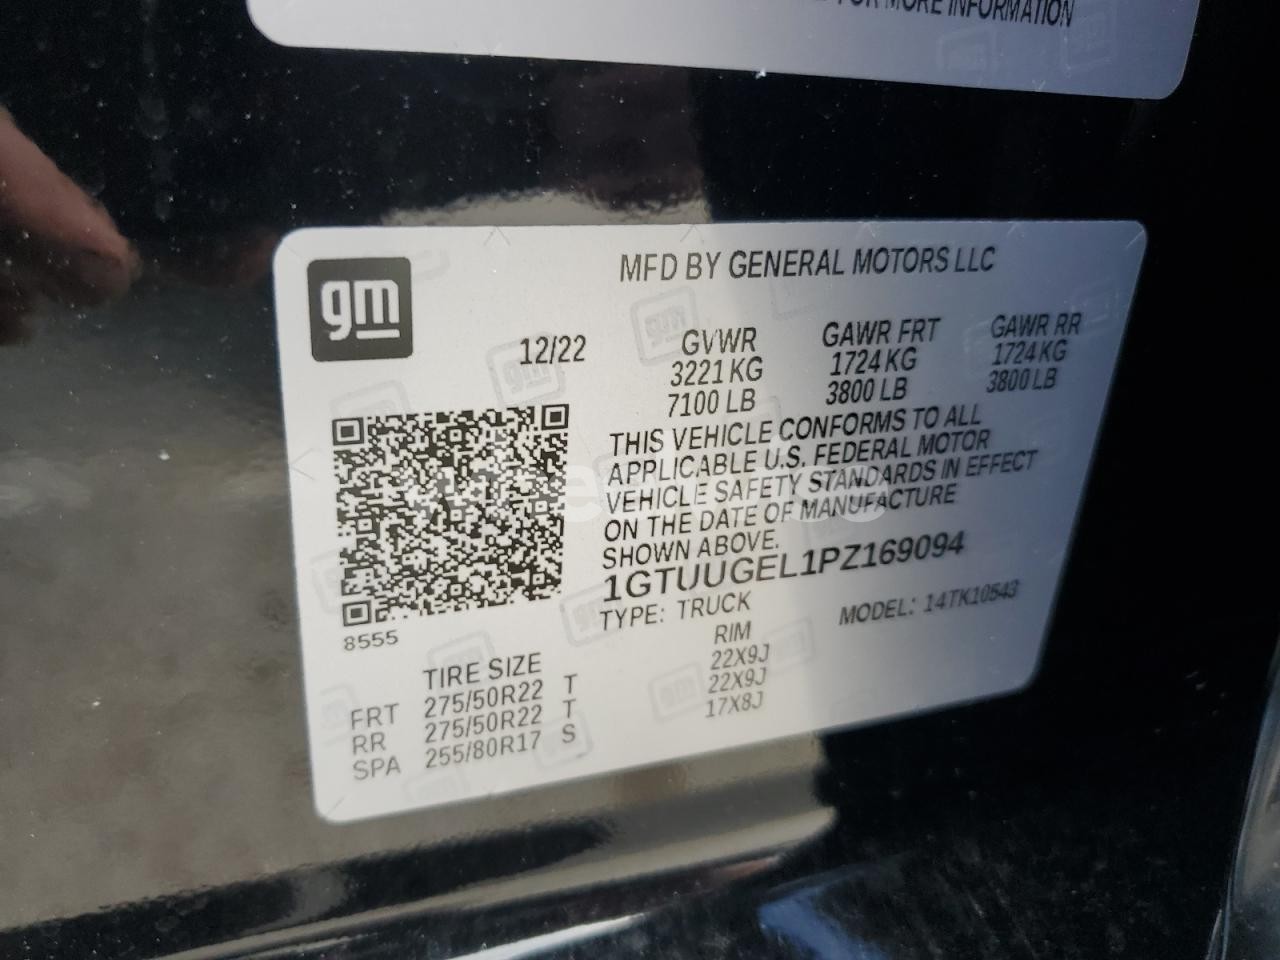 FOR MORE INFORMATION
gm
MFD BY GENERAL MOTORS LLC
12/22
GVWR GAWR FRT GAWR RR
3221 KG 1724 KG 1724 KG
7100 LB 3800 LB 3800 LB
THIS VEHICLE CONFORMS TO ALL
APPLICABLE U.S. FEDERAL MOTOR
VEHICLE SAFETY STANDARDS IN EFFECT
ON THE DATE OF MANUFACTURE
SHOWN ABOVE.
1GTUUGEL1PZ169094
TYPE: TRUCK MODEL: 14TK10543
8555
TIRE SIZE RIM
FRT 275/50R22 T 22X9J
RR 275/50R22 T 22X9J
SPA 255/80R17 S 17X8J